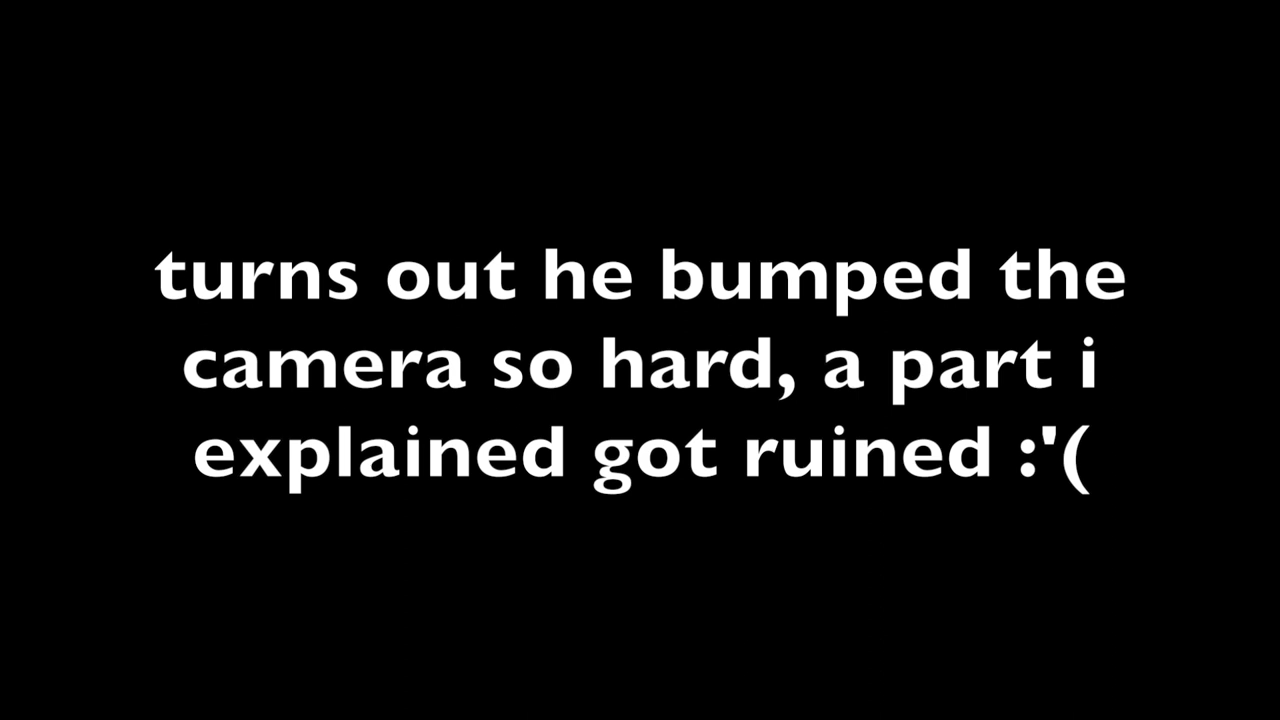 turns out he bumped the
camera so hard, a part i
explained got ruined :'(